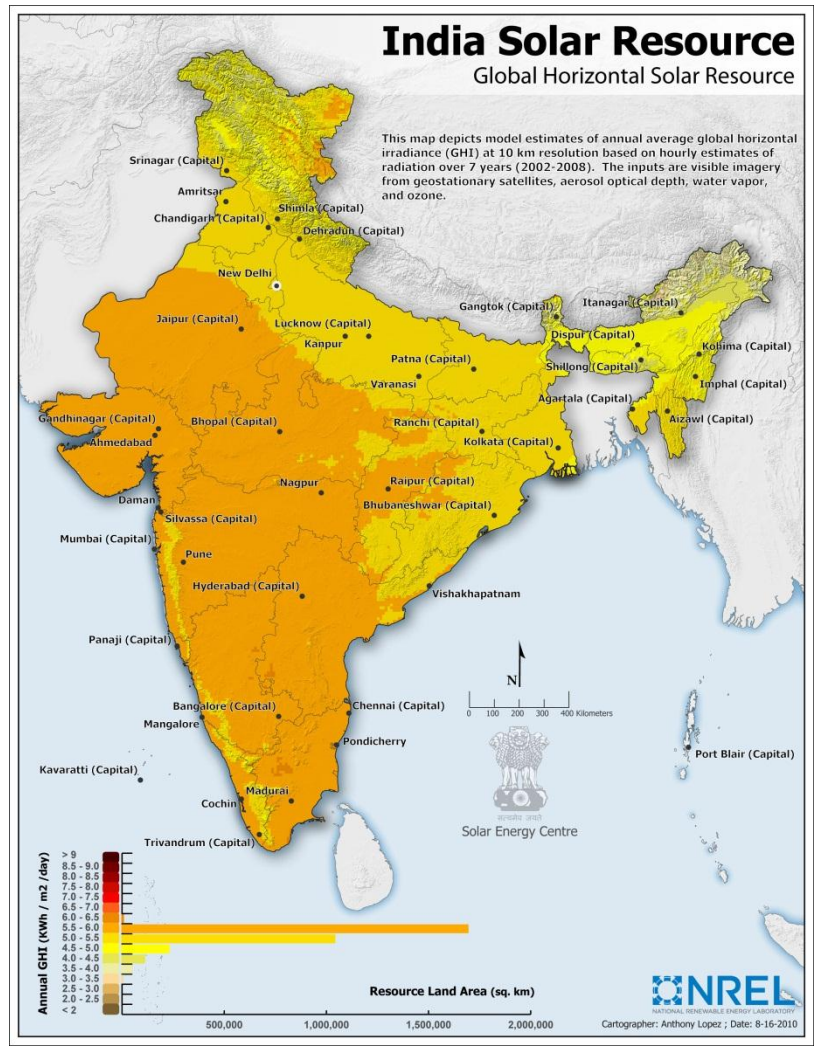 India Solar Resource
Global Horizontal Solar Resource
This map depicts model estimates of annual average global horizontal
irradiance (GHI) at 10 km resolution based on hourly estimates of
radiation over 7 years (2002-2008). The inputs are visible imagery
from geostationary satellites, aerosol optical depth, water vapor,
and ozone.
Srinagar (Capital)
Amritsar
Shimla (Capital)
Chandigarh (Capital)
Dehradun (Capital)
New Delhi
Jaipur (Capital)
Lucknow (Capital)
Kanpur
Gangtok (Capital)
Itanagar (Capital)
Dispur (Capital)
Kohima (Capital)
Patna (Capital)
Shillong (Capital)
Varanasi
Imphal (Capital)
Agartala (Capital)
Aizawl (Capital)
Gandhinagar (Capital)
Bhopal (Capital)
Ranchi (Capital)
Ahmedabad
Kolkata (Capital)
Nagpur
Raipur (Capital)
Daman
Bhubaneshwar (Capital)
Silvassa (Capital)
Mumbai (Capital)
Pune
Hyderabad (Capital)
Vishakhapatnam
Panaji (Capital)
N
Bangalore (Capital)
Chennai (Capital)
0 100 200 300 400 Kilometers
Mangalore
Pondicherry
Port Blair (Capital)
Kavaratti (Capital)
Madurai
Cochin
सत्यमेव जयते
Solar Energy Centre
Trivandrum (Capital)
Annual GHI (KWh / m2 /day)
> 9
8.5 - 9.0
8.0 - 8.5
7.5 - 8.0
7.0 - 7.5
6.5 - 7.0
6.0 - 6.5
5.5 - 6.0
5.0 - 5.5
4.5 - 5.0
4.0 - 4.5
3.5 - 4.0
3.0 - 3.5
2.5 - 3.0
2.0 - 2.5
< 2
Resource Land Area (sq. km)
500,000 1,000,000 1,500,000 2,000,000
NREL
NATIONAL RENEWABLE ENERGY LABORATORY
Cartographer: Anthony Lopez ; Date: 8-16-2010